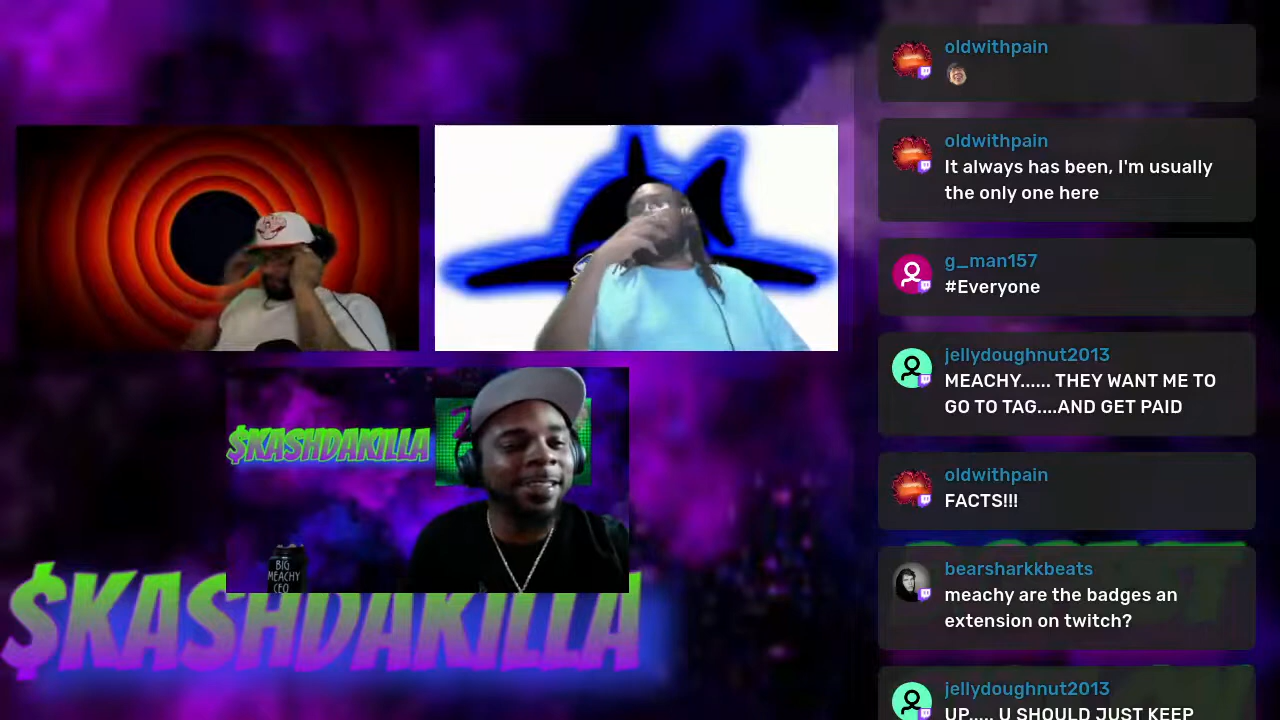 oldwithpain
oldwithpain
It always has been, I'm usually
the only one here
g_man157
#Everyone
jellydoughnut2013
MEACHY...... THEY WANT ME TO
GO TO TAG....AND GET PAID
oldwithpain
FACTS!!!
bearsharkkbeats
meachy are the badges an
extension on twitch?
jellydoughnut2013
UP..... U SHOULD JUST KEEP
$KASHDAKILLA
BIG
MEACHY
CEO
$KASHDAKILLA